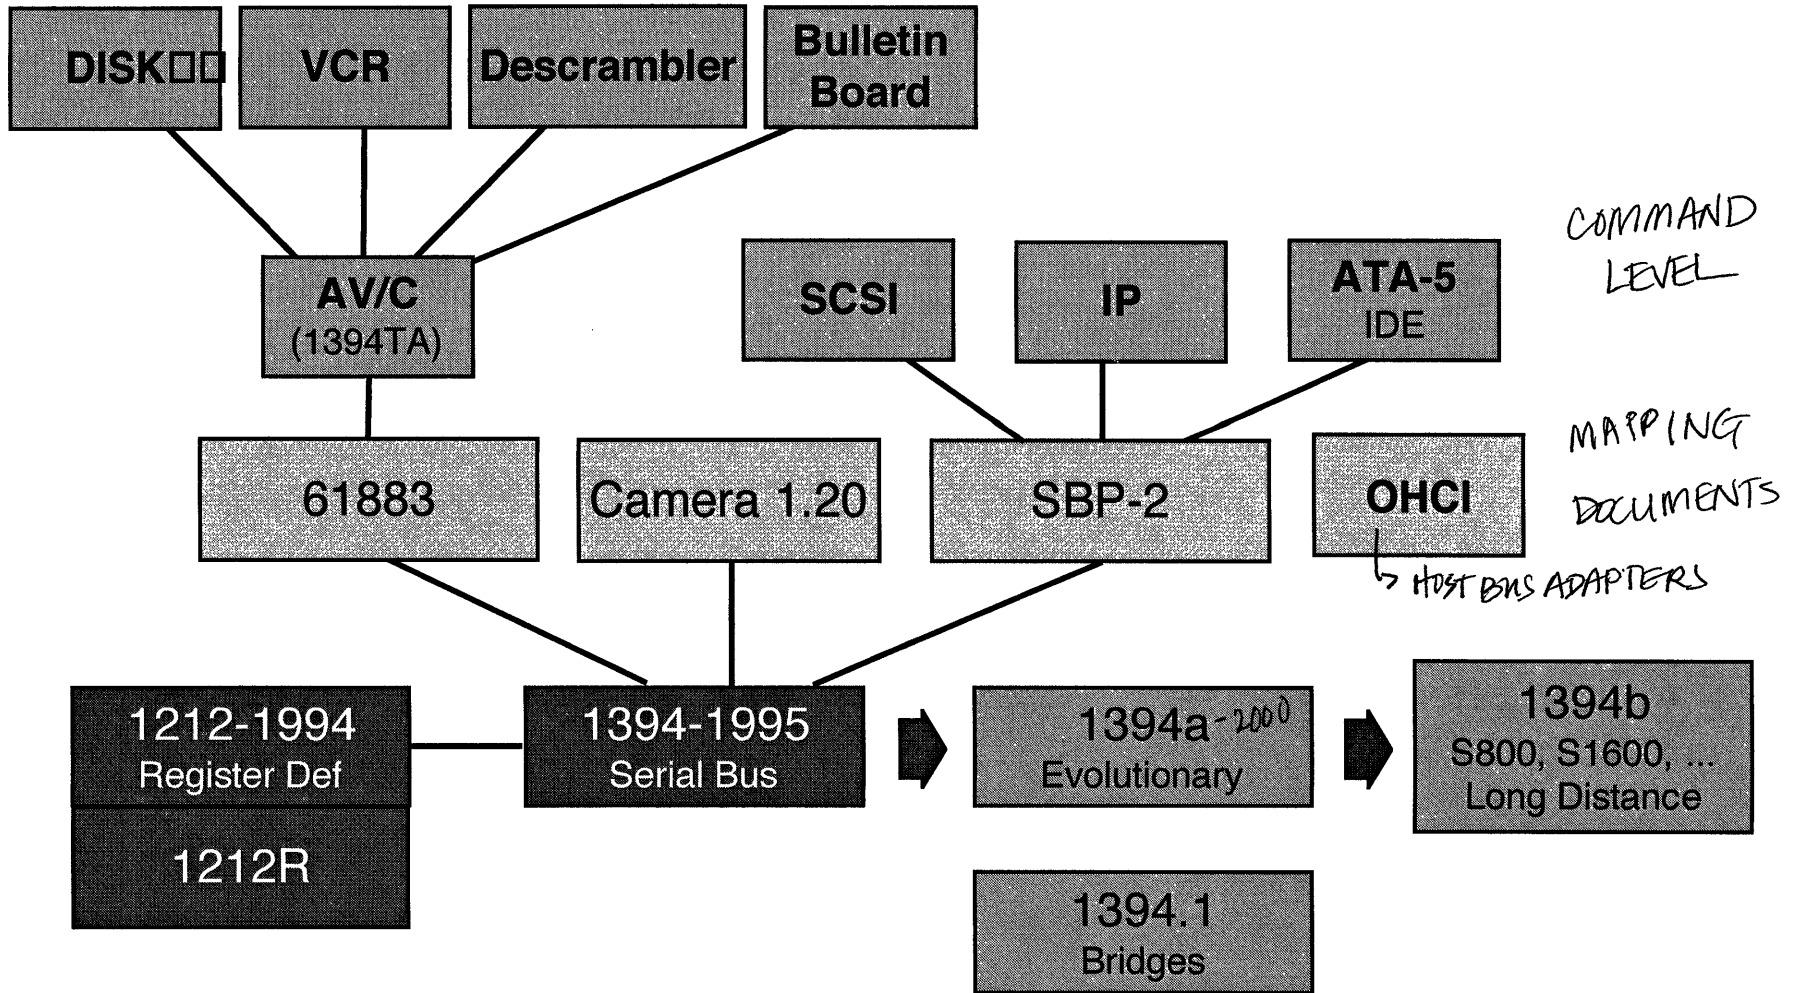 DISK□□
VCR
Descrambler
Bulletin
Board
AV/C
(1394TA)
SCSI
IP
ATA-5
IDE
COMMAND
LEVEL
61883
Camera 1.20
SBP-2
OHCI
↳ HOST BUS ADAPTERS
MAPPING
DOCUMENTS
1212-1994
Register Def
1212R
1394-1995
Serial Bus
1394a-2000
Evolutionary
1394b
S800, S1600, ...
Long Distance
1394.1
Bridges